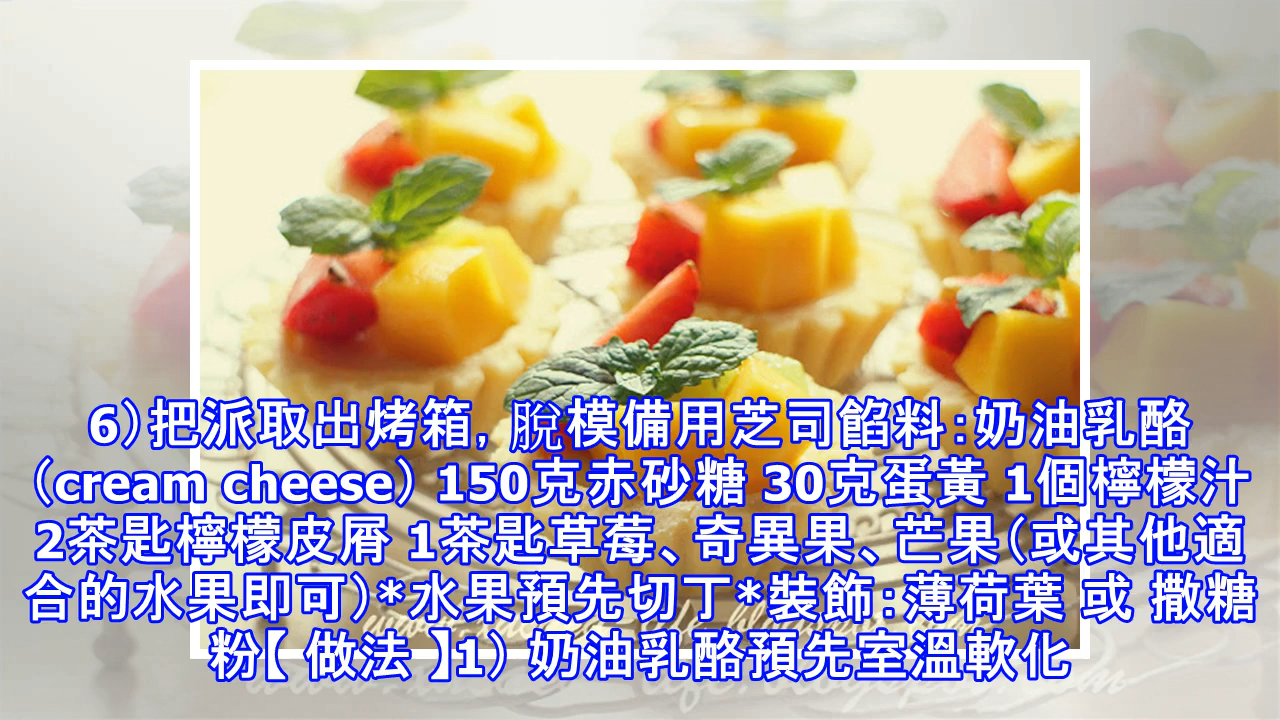 6）把派取出烤箱，脫模備用芝司餡料：奶油乳酪
（cream cheese）150克赤砂糖 30克蛋黃 1個檸檬汁
2茶匙檸檬皮屑 1茶匙草莓、奇異果、芒果（或其他適
合的水果即可）*水果預先切丁*裝飾：薄荷葉 或 撒糖
粉【 做法 】1） 奶油乳酪預先室溫軟化